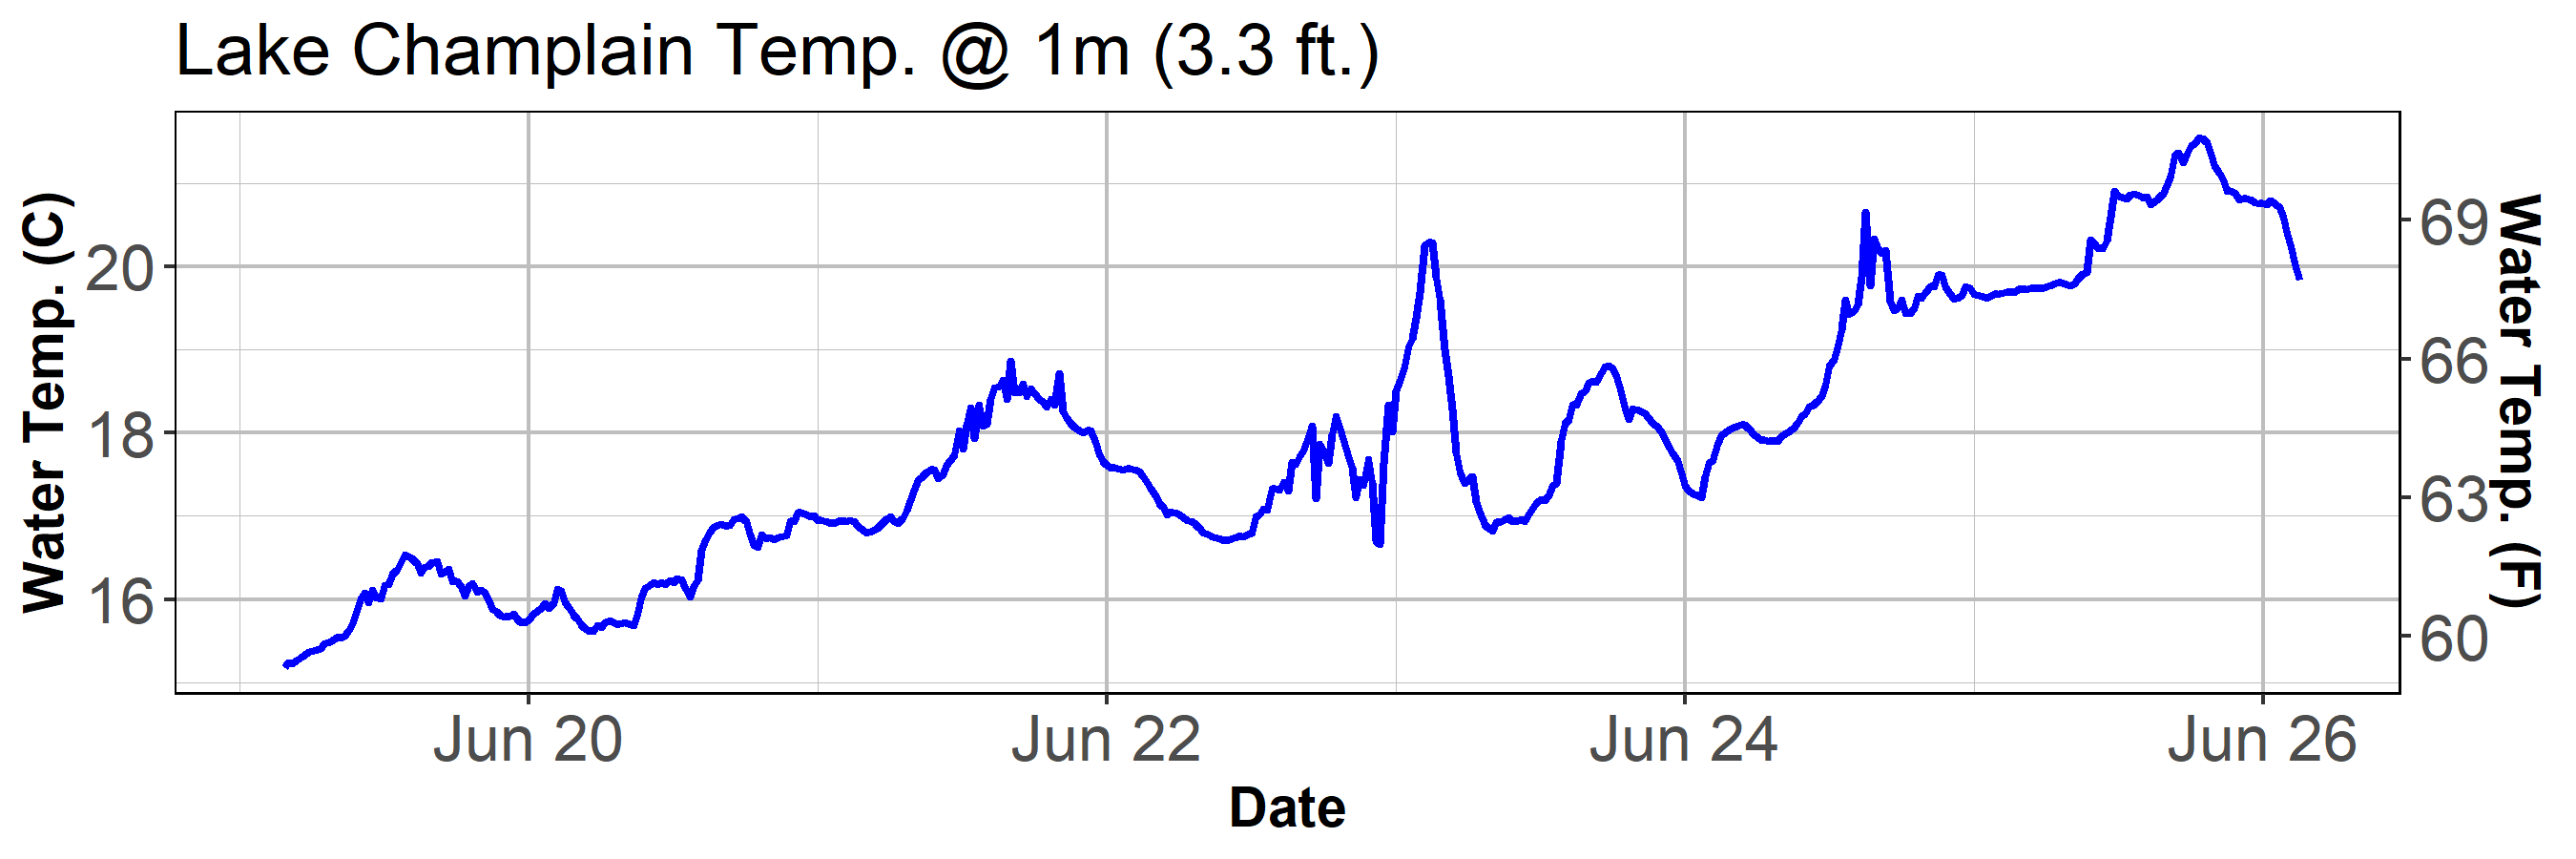 Lake Champlain Temp. @ 1m (3.3 ft.)
Water Temp. (C)
20
18
16
69
66
63
60
Water Temp. (F)
Jun 20
Jun 22
Jun 24
Jun 26
Date